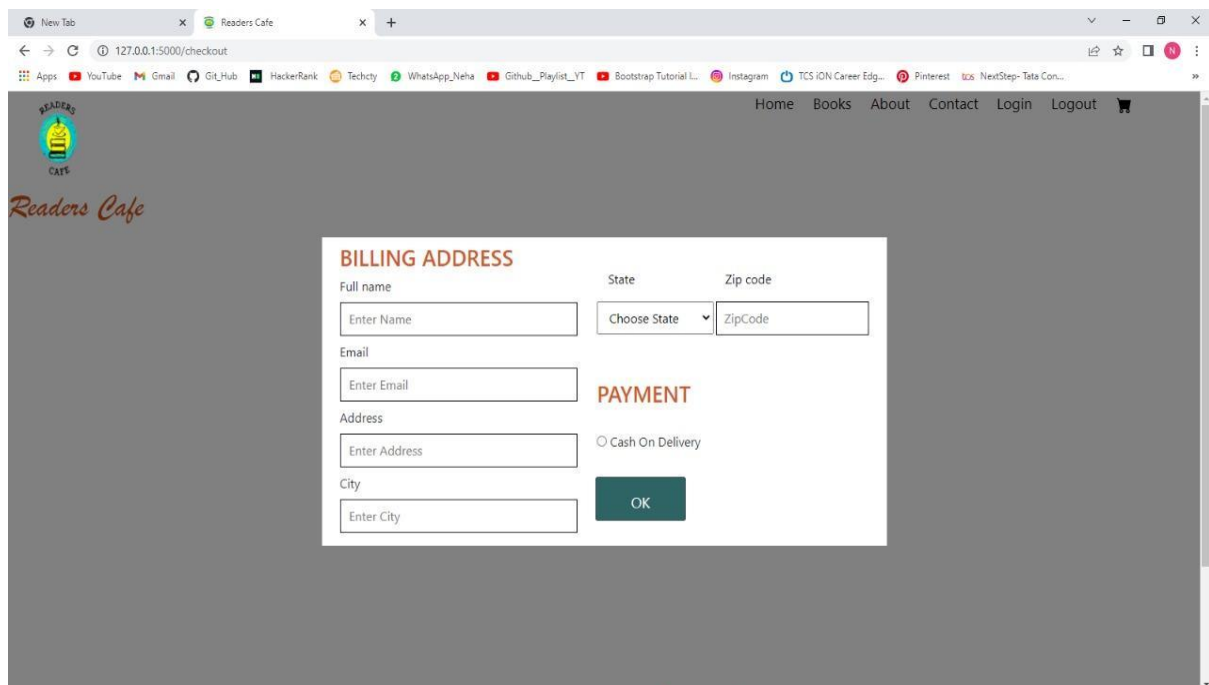 New Tab
Readers Cafe
127.0.0.1:5000/checkout
Apps YouTube Gmail Git_Hub HackerRank Techcty WhatsApp_Neha Github__Playlist__YT Bootstrap Tutorial I... Instagram TCS iON Career Edg... Pinterest tcs NextStep- Tata Con... »
N
READERS
CAFE
Home Books About Contact Login Logout
Readers Cafe
BILLING ADDRESS
Full name
Enter Name
Email
Enter Email
Address
Enter Address
City
Enter City
State Zip code
Choose State ZipCode
PAYMENT
Cash On Delivery
OK